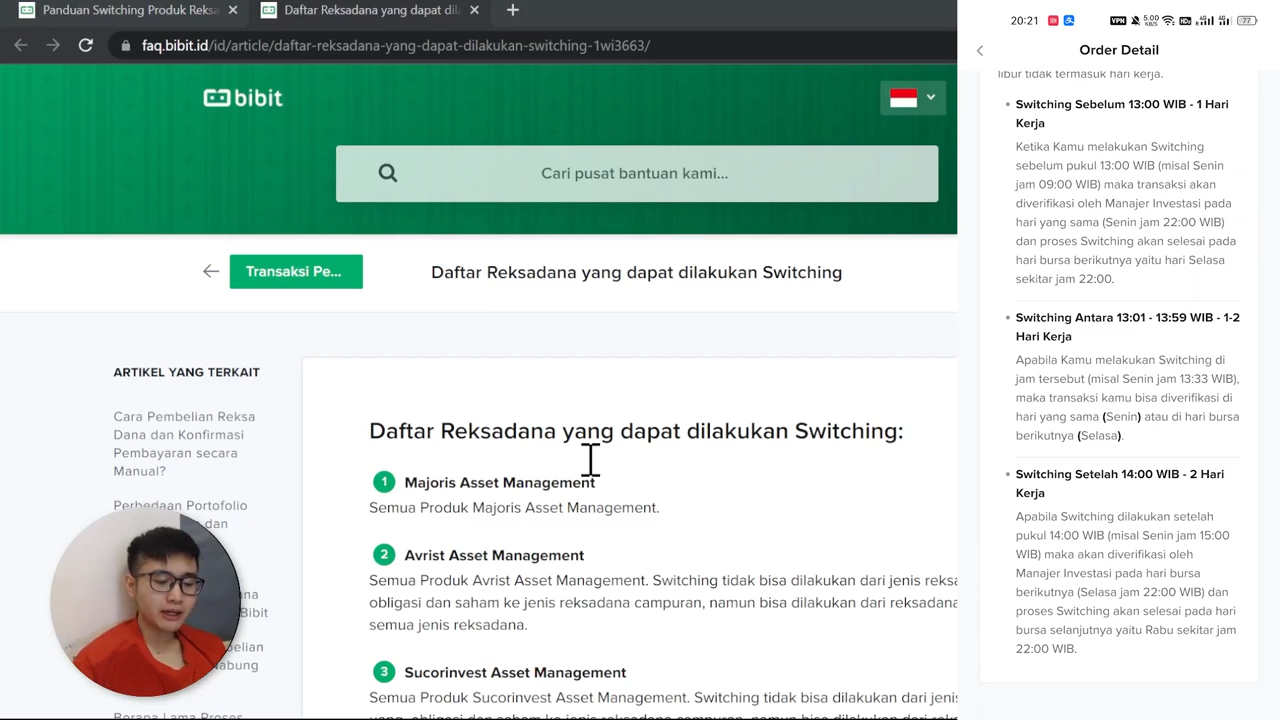 Panduan Switching Produk Reksa
Daftar Reksadana yang dapat dil
faq.bibit.id/id/article/daftar-reksadana-yang-dapat-dilakukan-switching-1wi3663/
bibit
Cari pusat bantuan kami...
Transaksi Pe...
Daftar Reksadana yang dapat dilakukan Switching
ARTIKEL YANG TERKAIT
Cara Pembelian Reksa
Dana dan Konfirmasi
Pembayaran secara
Manual?
Perbedaan Portofolio
dan
Bibit
Berapa Lama Proses
Daftar Reksadana yang dapat dilakukan Switching:
1 Majoris Asset Management
Semua Produk Majoris Asset Management.
2 Avrist Asset Management
Semua Produk Avrist Asset Management. Switching tidak bisa dilakukan dari jenis reksa
obligasi dan saham ke jenis reksadana campuran, namun bisa dilakukan dari reksadana
semua jenis reksadana.
3 Sucorinvest Asset Management
Semua Produk Sucorinvest Asset Management. Switching tidak bisa dilakukan dari jenis
20:21
VPN
5.00
KB/S
77
Order Detail
libur tidak termasuk hari kerja.
Switching Sebelum 13:00 WIB - 1 Hari
Kerja
Ketika Kamu melakukan Switching
sebelum pukul 13:00 WIB (misal Senin
jam 09:00 WIB) maka transaksi akan
diverifikasi oleh Manajer Investasi pada
hari yang sama (Senin jam 22:00 WIB)
dan proses Switching akan selesai pada
hari bursa berikutnya yaitu hari Selasa
sekitar jam 22:00.
Switching Antara 13:01 - 13:59 WIB - 1-2
Hari Kerja
Apabila Kamu melakukan Switching di
jam tersebut (misal Senin jam 13:33 WIB),
maka transaksi kamu bisa diverifikasi di
hari yang sama (Senin) atau di hari bursa
berikutnya (Selasa).
Switching Setelah 14:00 WIB - 2 Hari
Kerja
Apabila Switching dilakukan setelah
pukul 14:00 WIB (misal Senin jam 15:00
WIB) maka akan diverifikasi oleh
Manajer Investasi pada hari bursa
berikutnya (Selasa jam 22:00 WIB) dan
proses Switching akan selesai pada hari
bursa selanjutnya yaitu Rabu sekitar jam
22:00 WIB.